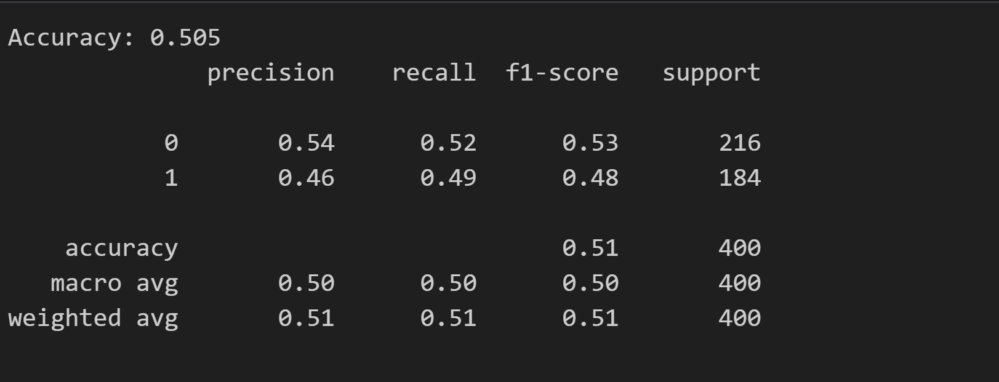 Accuracy: 0.505
precision recall f1-score support
0 0.54 0.52 0.53 216
1 0.46 0.49 0.48 184
accuracy 0.51 400
macro avg 0.50 0.50 0.50 400
weighted avg 0.51 0.51 0.51 400